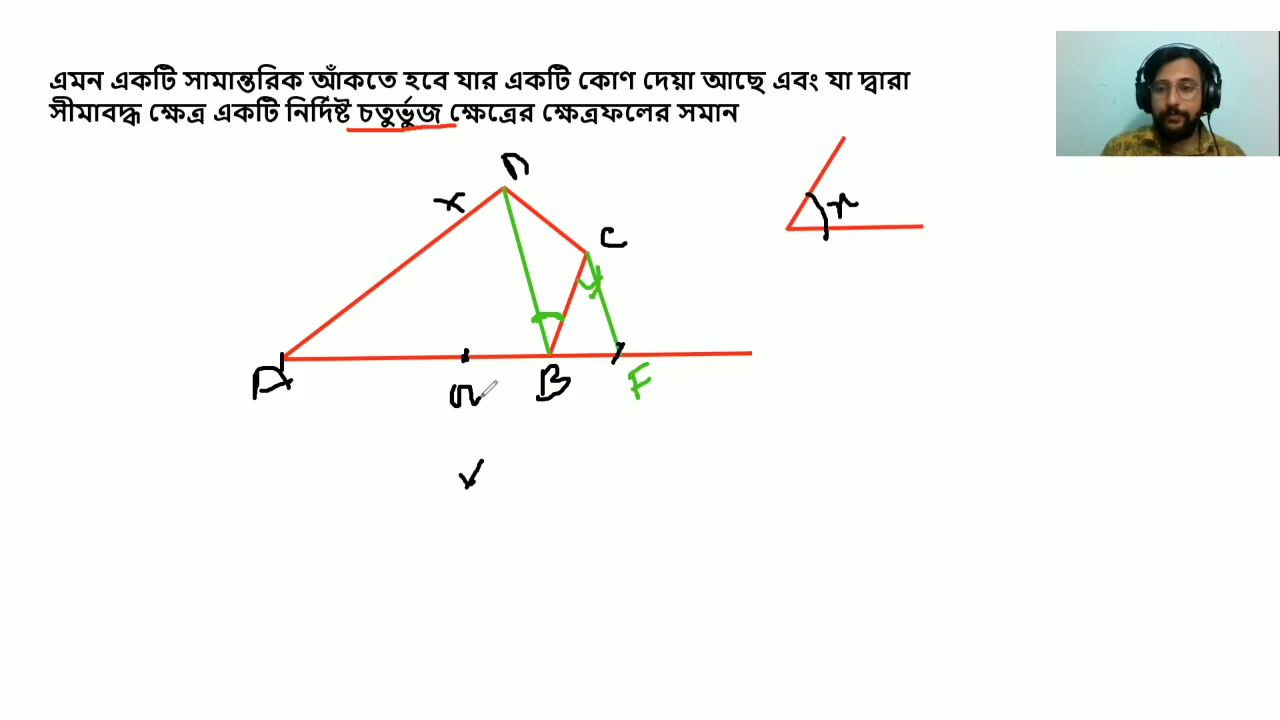 এমন একটি সামান্তরিক আঁকতে হবে যার একটি কোণ দেয়া আছে এবং যা দ্বারা
সীমাবদ্ধ ক্ষেত্র একটি নির্দিষ্ট চতুর্ভুজ ক্ষেত্রের ক্ষেত্রফলের সমান
D
x
C
x
A
B
F